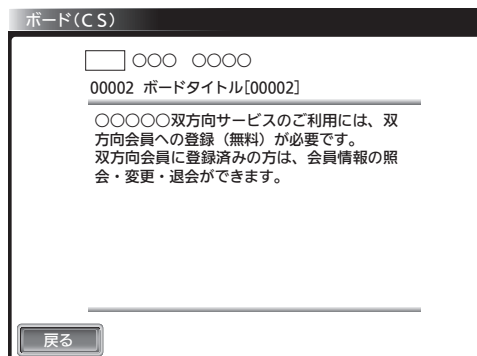 ボード(CS)
○○○ ○○○○
00002 ボードタイトル[00002]
○○○○○双方向サービスのご利用には、双
方向会員への登録（無料）が必要です。
双方向会員に登録済みの方は、会員情報の照
会・変更・退会ができます。
戻る